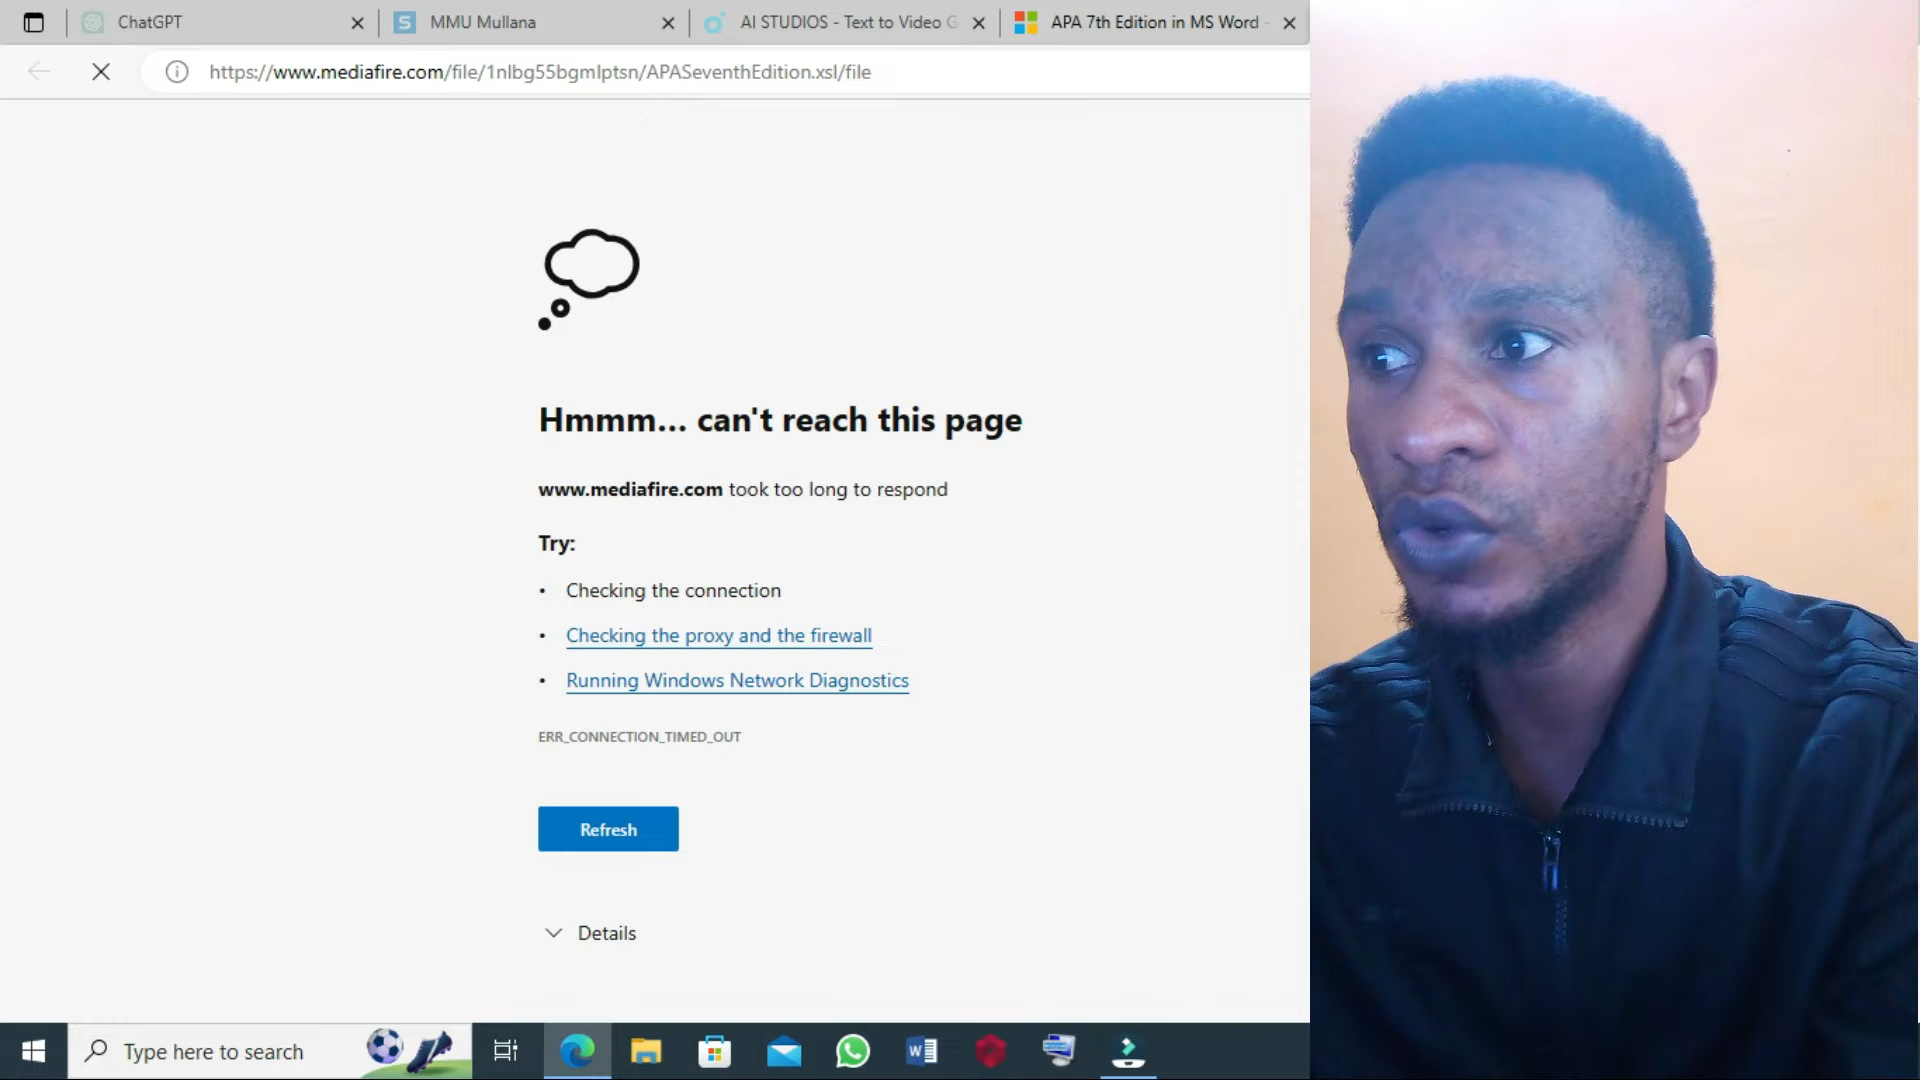 ChatGPT
MMU Mullana
AI STUDIOS - Text to Video G
APA 7th Edition in MS Word -
https://www.mediafire.com/file/1nlbg55bgmlptsn/APASeventhEdition.xsl/file
Hmmm... can't reach this page
www.mediafire.com took too long to respond
Try:
• Checking the connection
• Checking the proxy and the firewall
• Running Windows Network Diagnostics
ERR_CONNECTION_TIMED_OUT
Refresh
Details
Type here to search